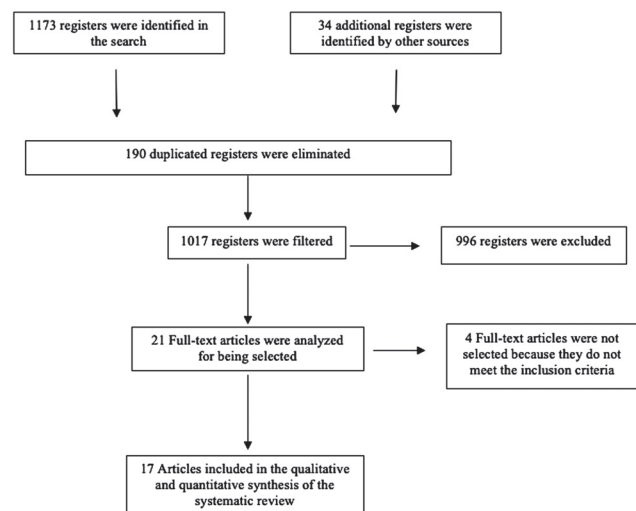 1173 registers were identified in
the search
34 additional registers were
identified by other sources
190 duplicated registers were eliminated
1017 registers were filtered
996 registers were excluded
21 Full-text articles were analyzed
for being selected
4 Full-text articles were not
selected because they do not
meet the inclusion criteria
17 Articles included in the qualitative
and quantitative synthesis of the
systematic review